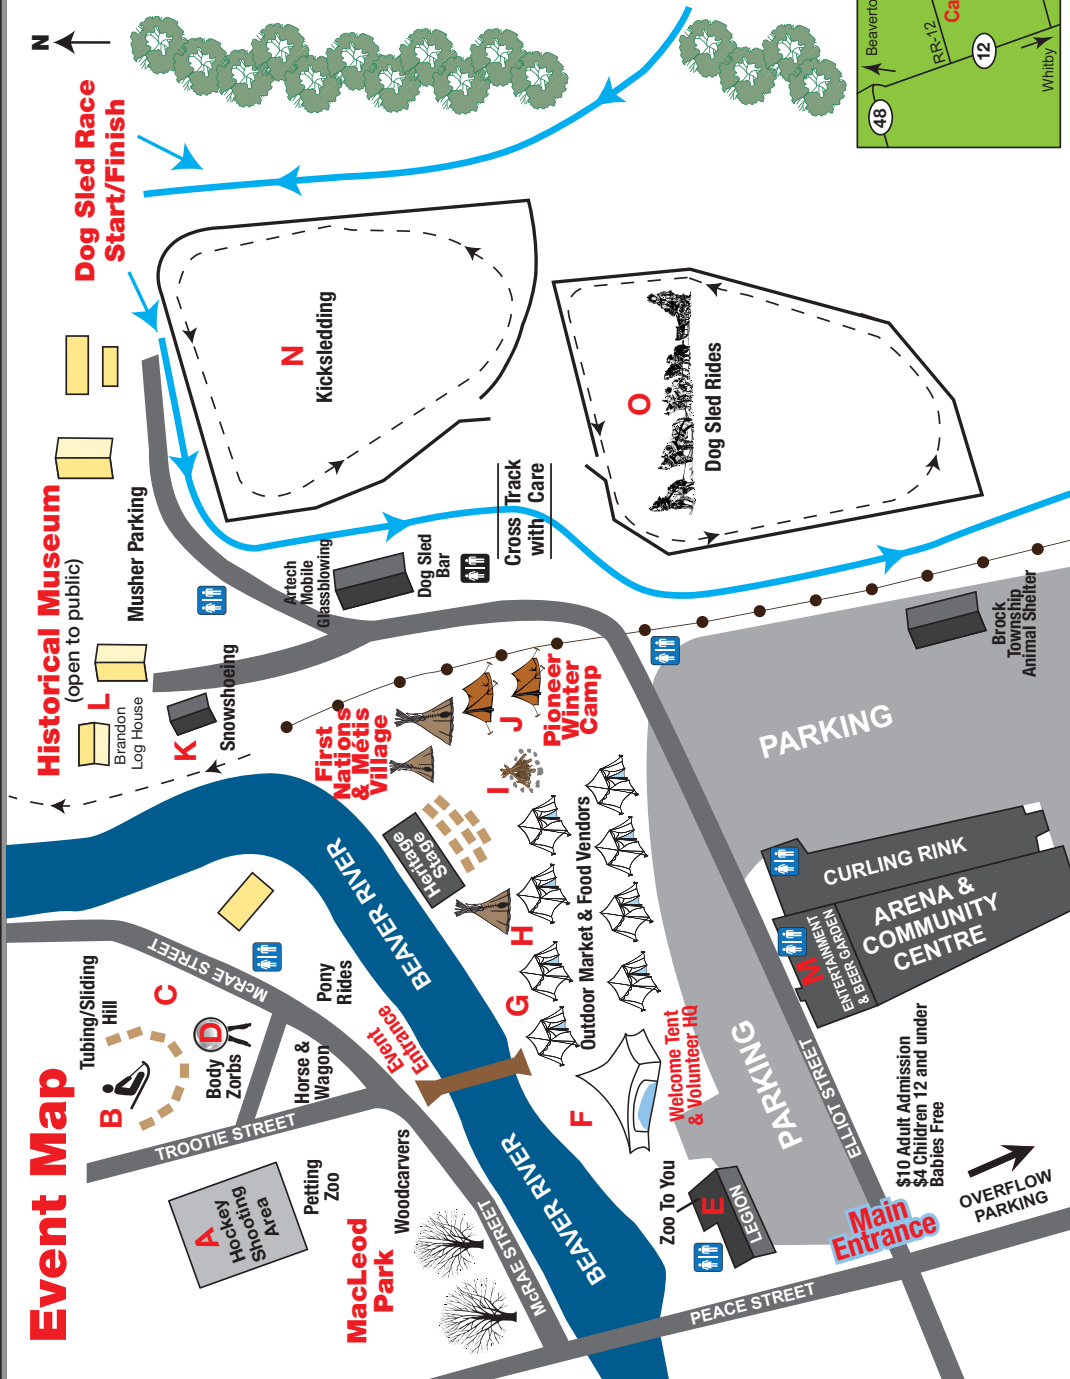 Event Map
N
Dog Sled Race
Start/Finish
Historical Museum
(open to public)
L
Brandon
Log House
K
Snowshoeing
Musher Parking
Artech
Mobile
Glassblowing
Dog Sled
Bar
Cross Track
with Care
N
Kicksledding
O
Dog Sled Rides
Beaverto
RR-12
Ca
48
12
Whitby
Tubing/Sliding
Hill
B
C
D
Body
Zorbs
Horse &
Wagon
Pony
Rides
McRAE STREET
TROOTIE STREET
A
Hockey
Shooting
Area
Petting
Zoo
MacLeod
Park
Woodcarvers
McRAE STREET
Event
Entrance
BEAVER RIVER
BEAVER RIVER
BEAVER RIVER
BEAVER RIVER
Heritage
Stage
First
Nations
& Métis
Village
H
I
J
Pioneer
Winter
Camp
G
Outdoor Market & Food Vendors
F
Welcome Tent
& Volunteer HQ
Zoo To You
E
LEGION
PARKING
PARKING
ELLIOT STREET
PEACE STREET
Main
Entrance
$10 Adult Admission
$4 Children 12 and under
Babies Free
OVERFLOW
PARKING
M
ENTERTAINMENT
& BEER GARDEN
CURLING RINK
ARENA &
COMMUNITY
CENTRE
Brock
Township
Animal Shelter